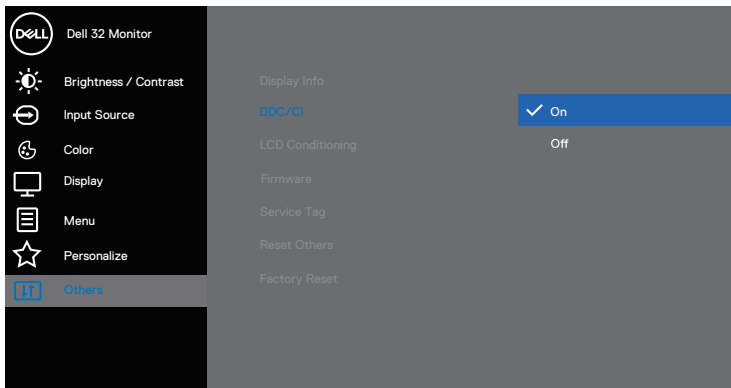 DELL
Dell 32 Monitor
Brightness / Contrast
Input Source
Color
Display
Menu
Personalize
Others
Display Info
DDC/CI
LCD Conditioning
Firmware
Service Tag
Reset Others
Factory Reset
On
Off